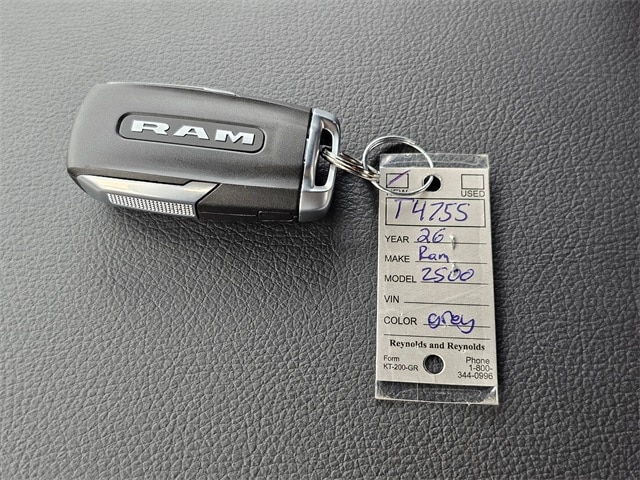 RAM
USED
T4755
YEAR 26
MAKE Ram
MODEL 2500
VIN
COLOR grey
Reynolds and Reynolds
Form
KT-200-GR
Phone
1-800-
344-0996